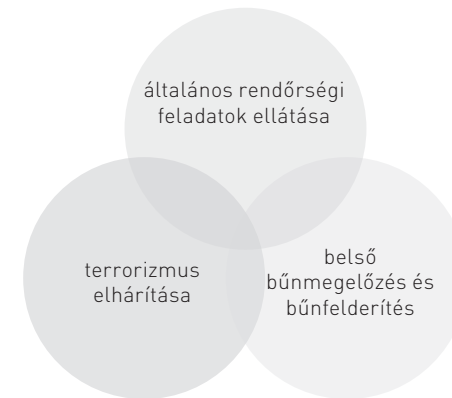 általános rendőrségi
feladatok ellátása
terrorizmus
elhárítása
belső
bűnmegelőzés és
bűnfelderítés